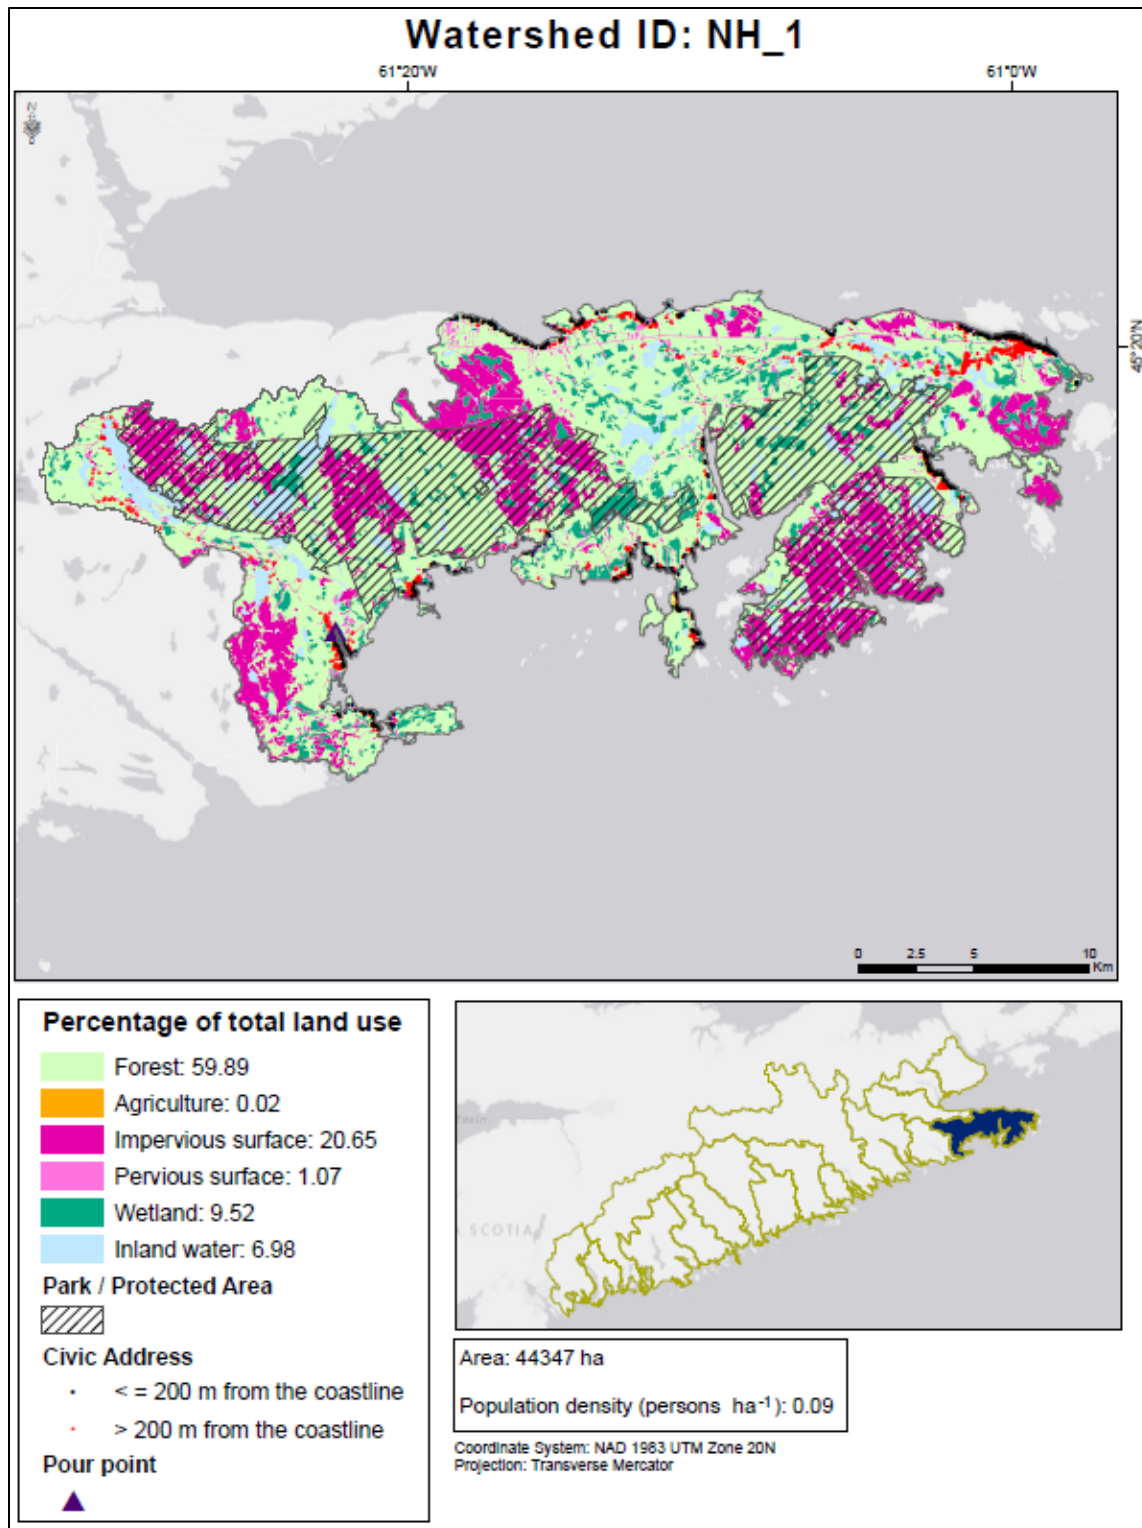 Watershed ID: NH_1
61°20'W
61°0'W
45°20'N
0 2.5 5 10
Km
Percentage of total land use
Forest: 59.89
Agriculture: 0.02
Impervious surface: 20.65
Pervious surface: 1.07
Wetland: 9.52
Inland water: 6.98
Park / Protected Area
Civic Address
< = 200 m from the coastline
> 200 m from the coastline
Pour point
SCOTIA
Area: 44347 ha
Population density (persons ha⁻¹): 0.09
Coordinate System: NAD 1983 UTM Zone 20N
Projection: Transverse Mercator